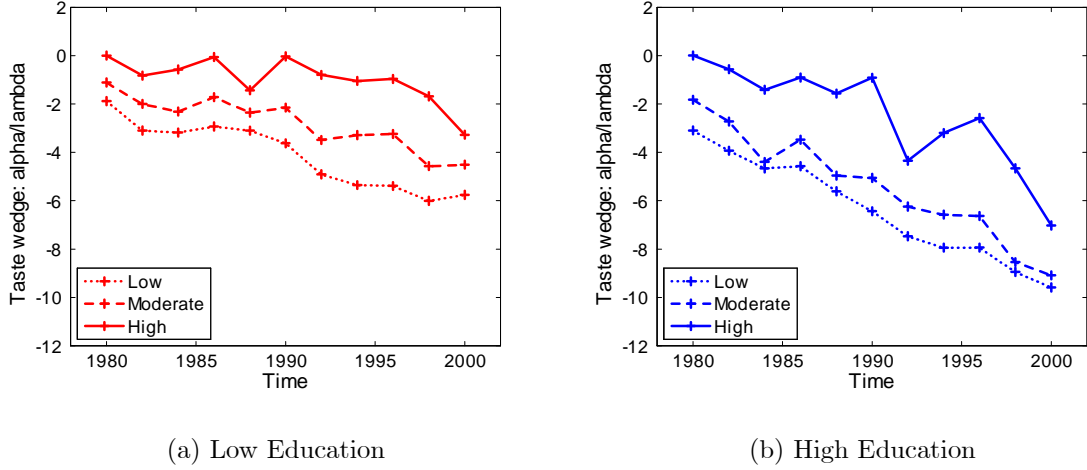 2
0
-2
-4
-6
-8
-10
-12
Taste wedge: alpha/lambda
Low
Moderate
High
1980 1985 1990 1995 2000
Time
(a) Low Education
2
0
-2
-4
-6
-8
-10
-12
Taste wedge: alpha/lambda
Low
Moderate
High
1980 1985 1990 1995 2000
Time
(b) High Education